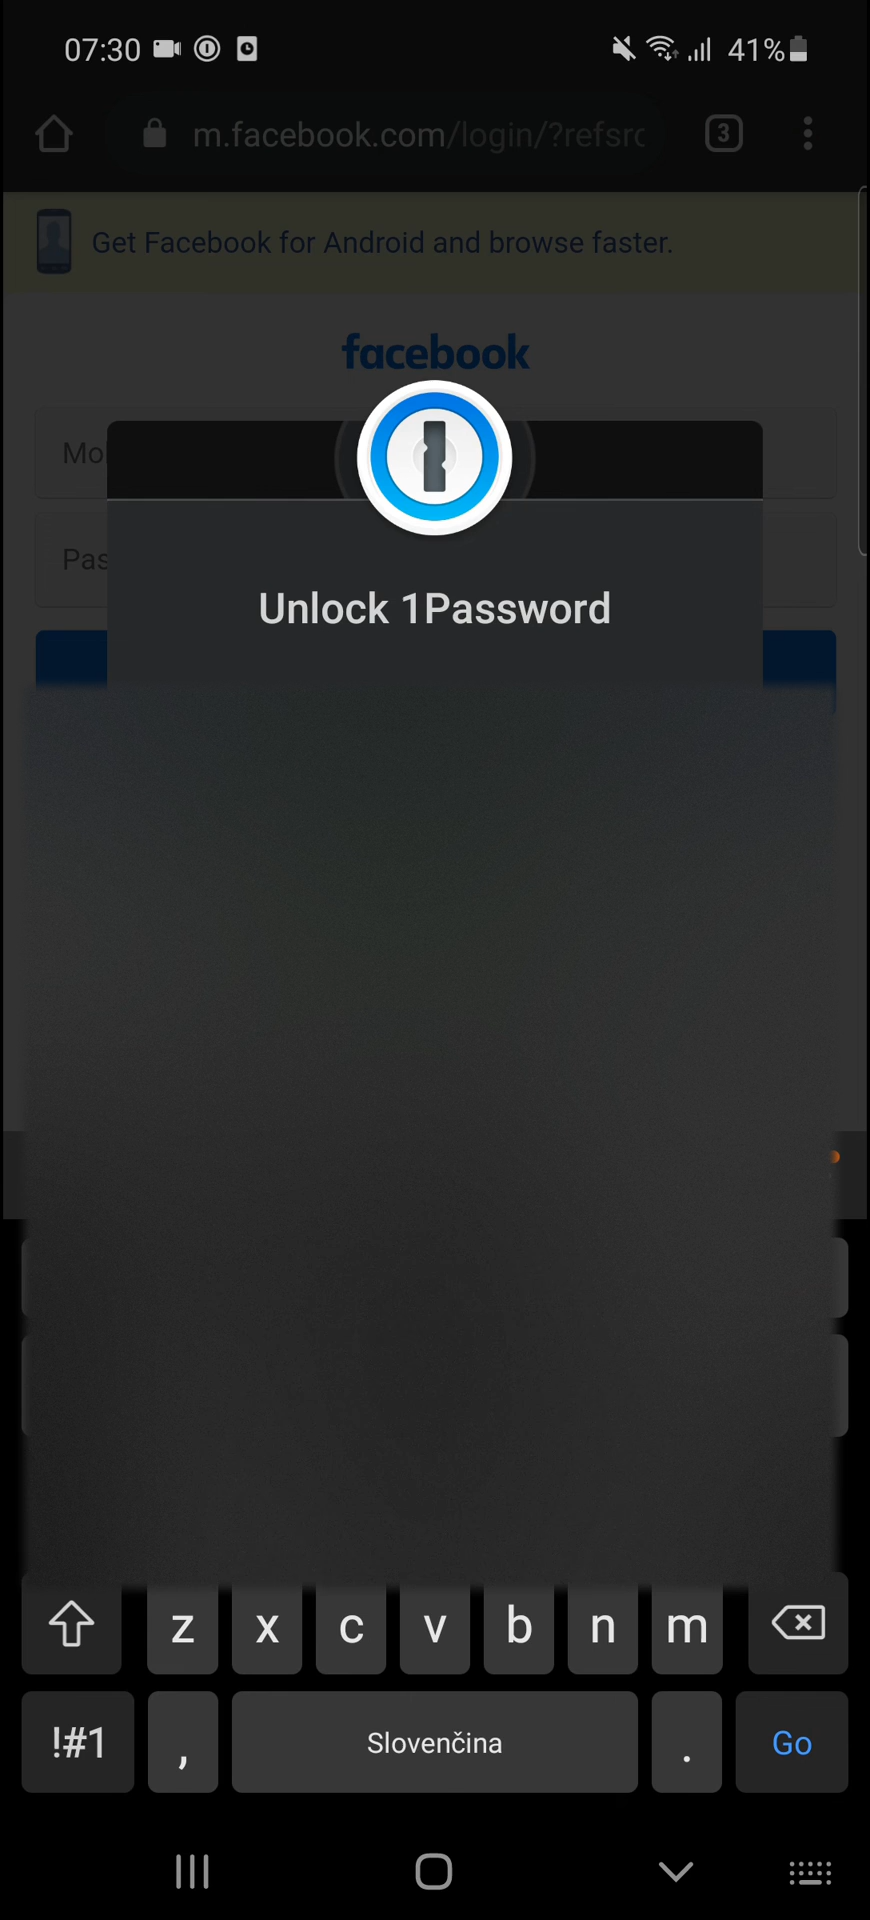 07:30 41%
m.facebook.com/login/?refsrc 3
Get Facebook for Android and browse faster.
facebook
Mo
Pas
Unlock 1Password
z x c v b n m
!#1 , Slovenčina . Go